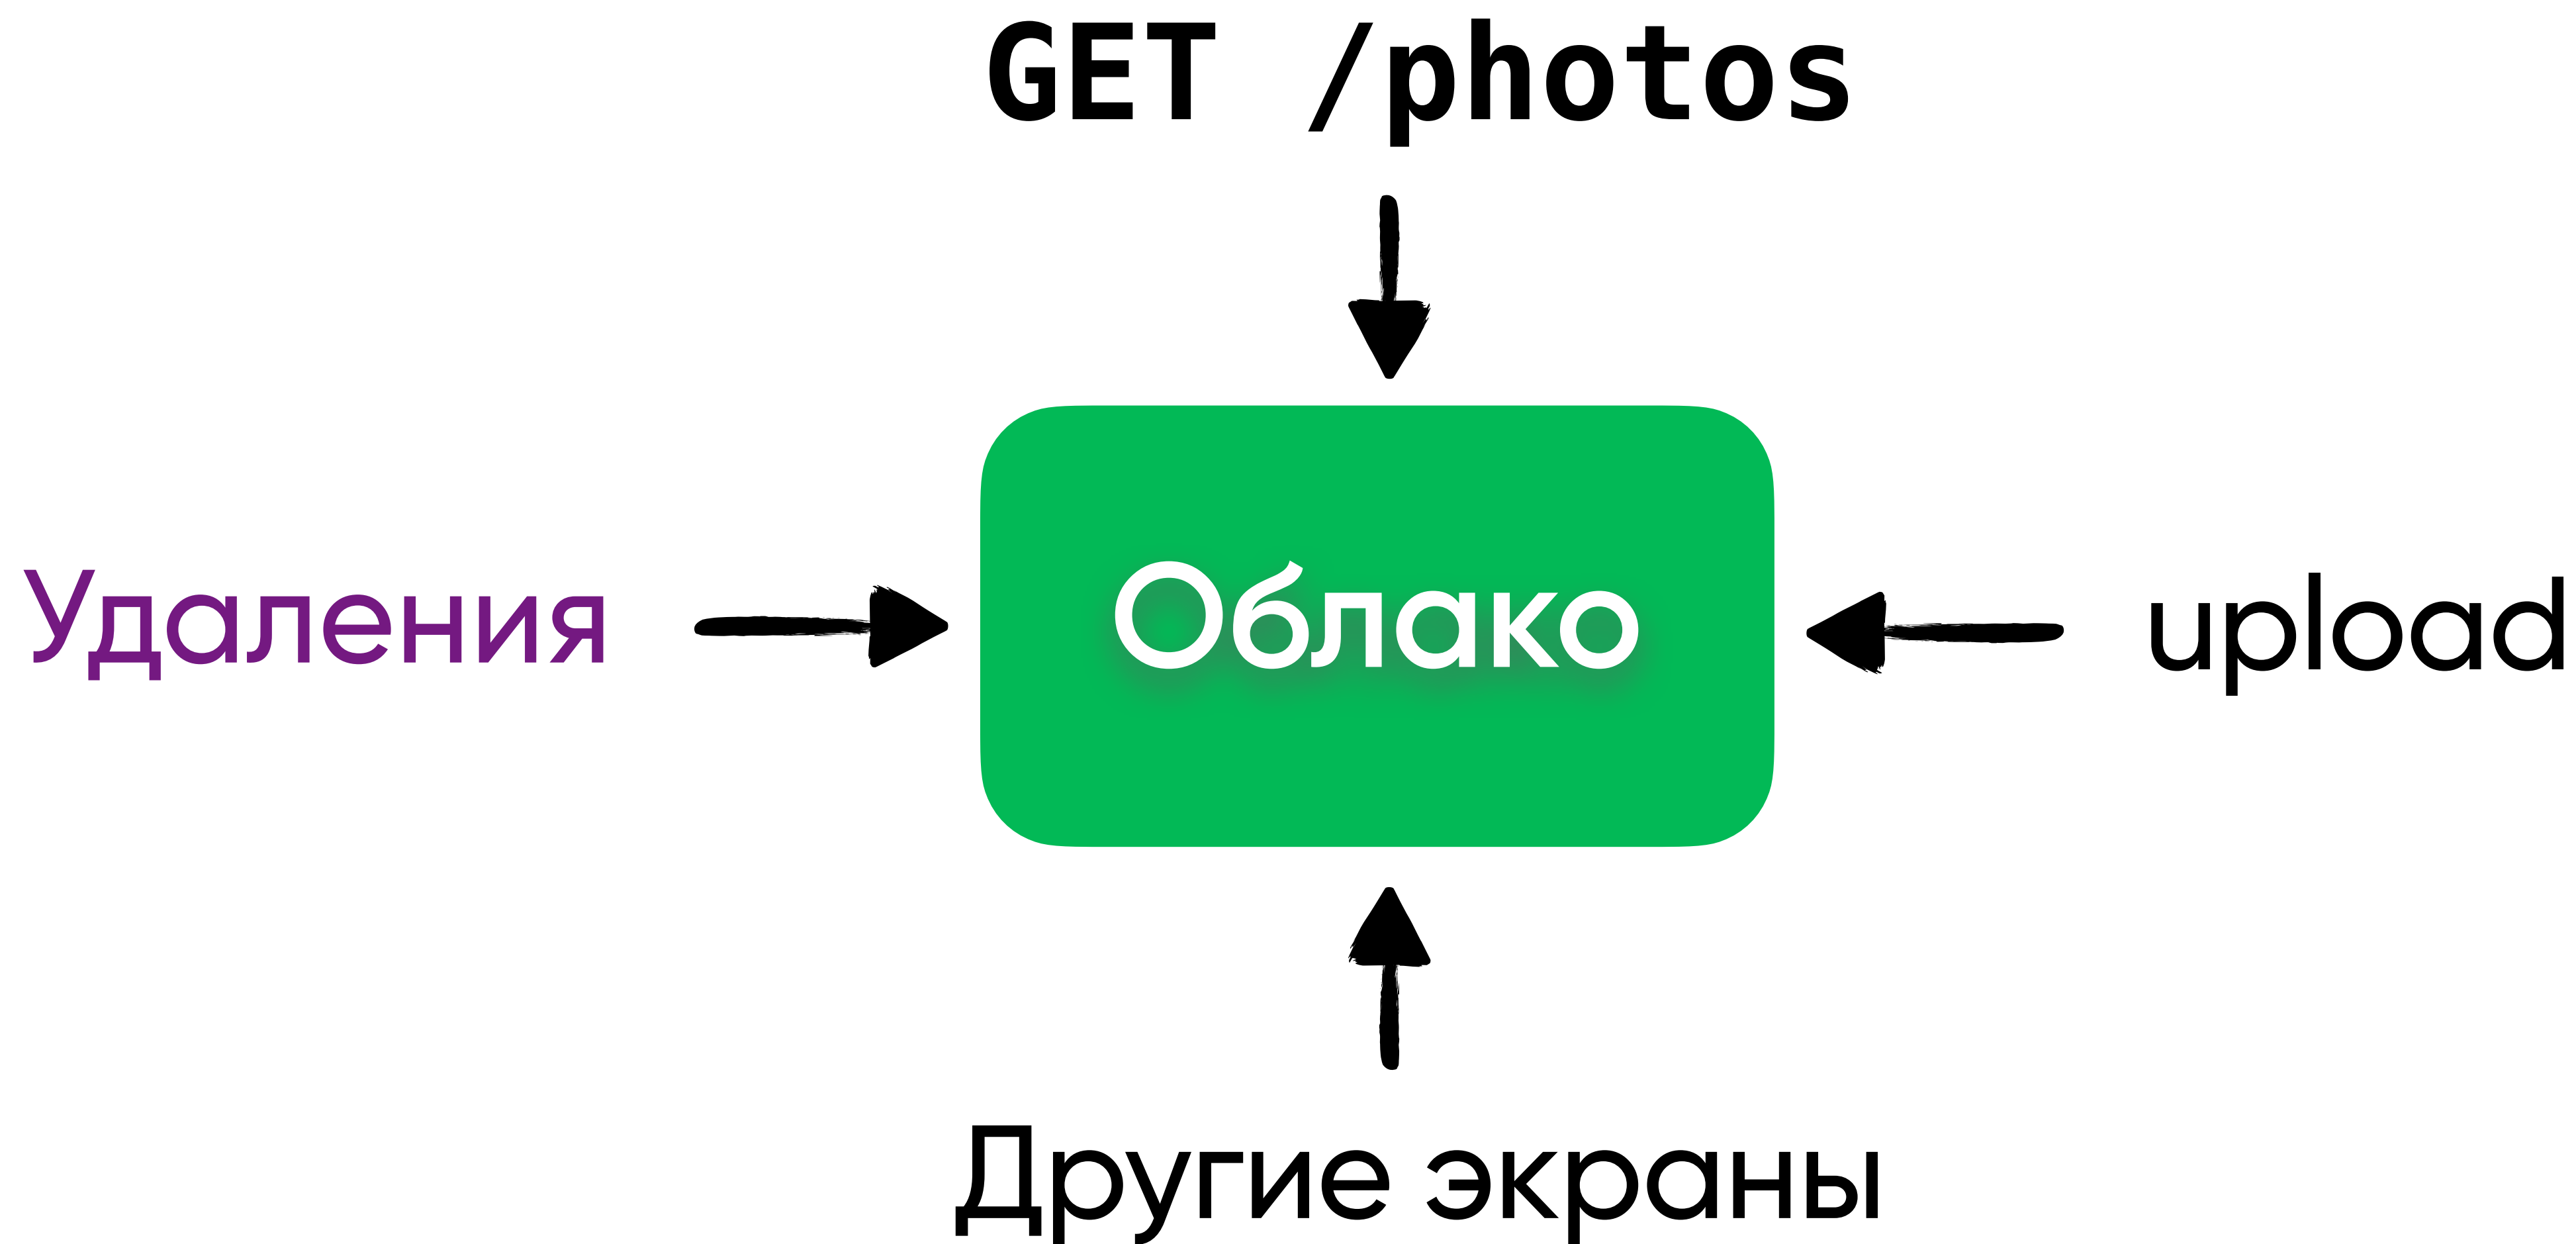 GET /photos
Удаления
Облако
upload
Другие экраны